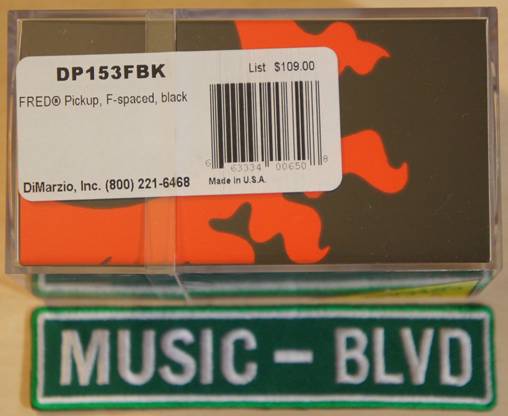 DP153FBK
List $109.00
FRED® Pickup, F-spaced, black
6 63334 00650 8
DiMarzio, Inc. (800) 221-6468
Made in U.S.A.
MUSIC - BLVD